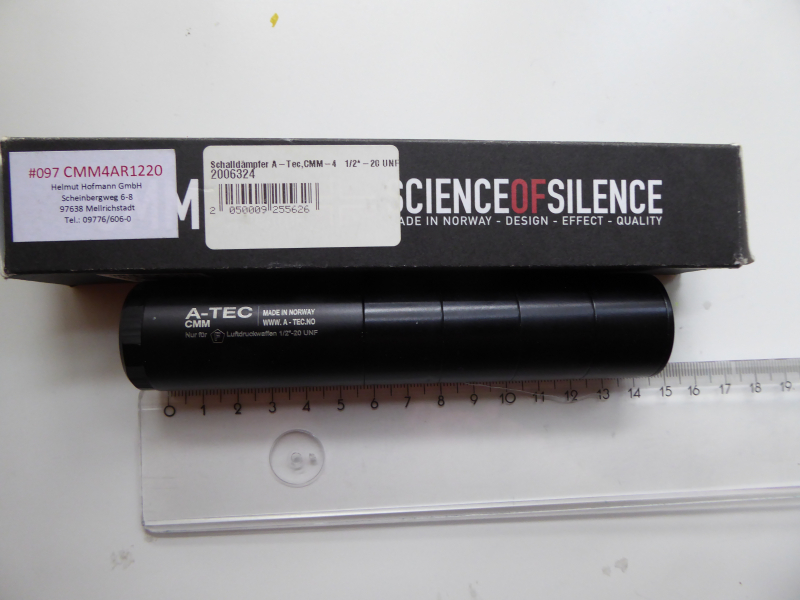 #097 CMM4AR1220
Helmut Hofmann GmbH
Scheinbergweg 6-8
97638 Mellrichstadt
Tel.: 09776/606-0
Schalldämpfer A-Tec,CMM-4 1/2"-20 UNF
2006324
2 050009 255626
M
SCIENCEOFSILENCE
MADE IN NORWAY - DESIGN - EFFECT - QUALITY
A-TEC
CMM
MADE IN NORWAY
WWW.A-TEC.NO
Nur für F Luftdruckwaffen 1/2"-20 UNF
0 1 2 3 4 5 6 7 8 9 10 11 12 13 14 15 16 17 18 19